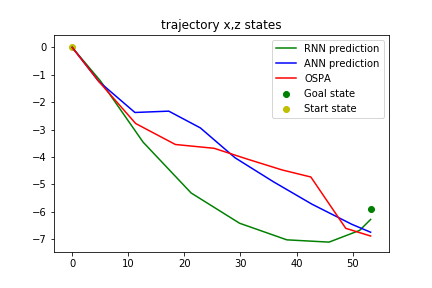 trajectory x,z states
RNN prediction
ANN prediction
OSPA
Goal state
Start state
0
−1
−2
−3
−4
−5
−6
−7
0 10 20 30 40 50